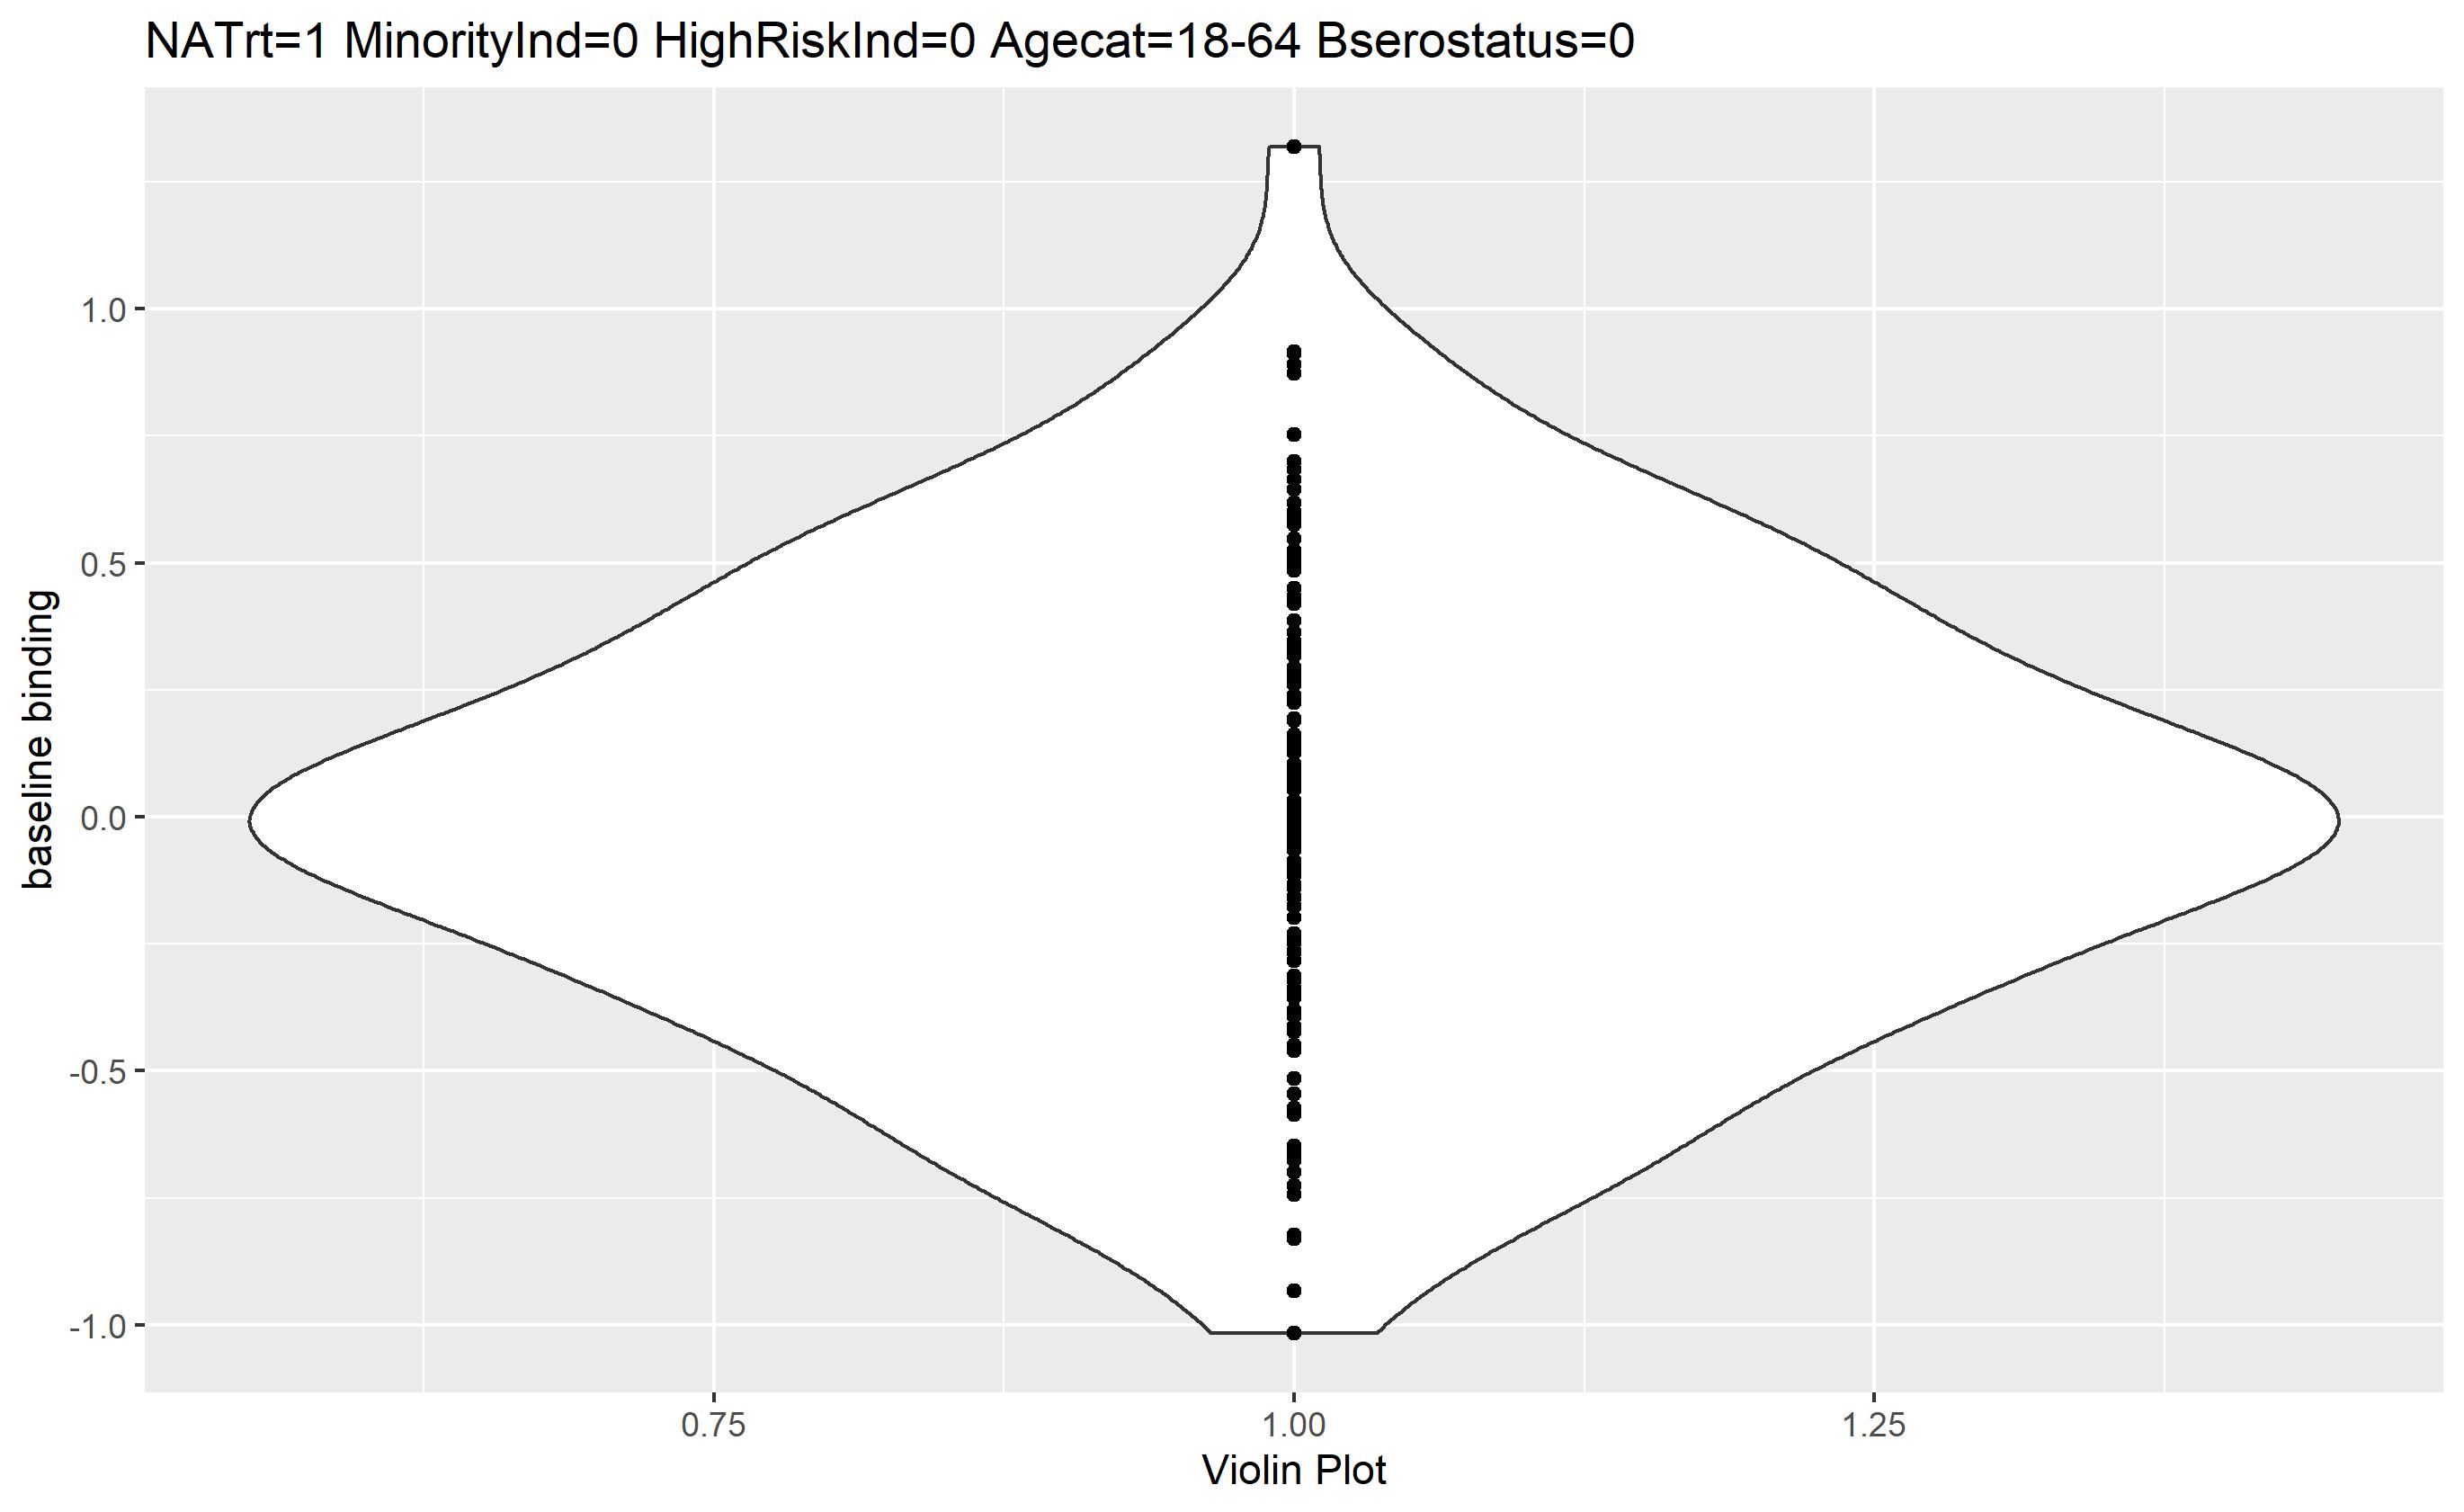 NATrt=1 MinorityInd=0 HighRiskInd=0 Agecat=18-64 Bserostatus=0
baseline binding
1.0
0.5
0.0
-0.5
-1.0
0.75 1.00 1.25
Violin Plot